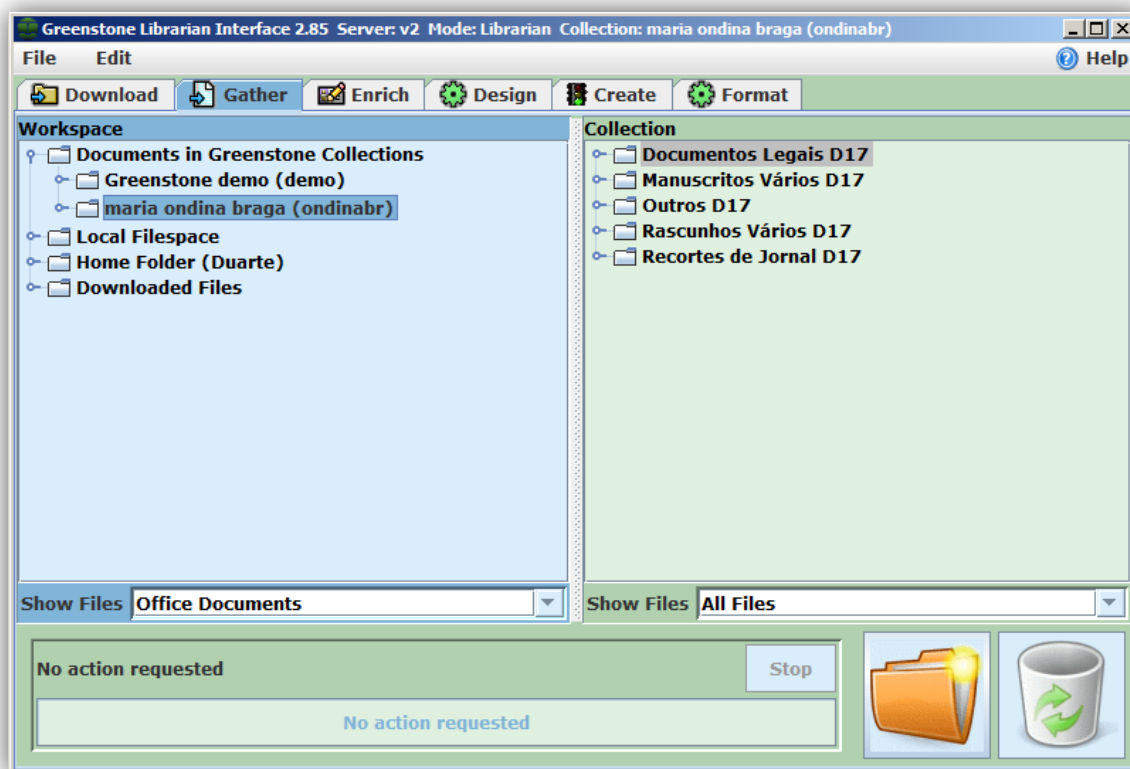 Greenstone Librarian Interface 2.85 Server: v2 Mode: Librarian Collection: maria ondina braga (ondinabr)
File Edit Help
Download Gather Enrich Design Create Format
Workspace
Documents in Greenstone Collections
Greenstone demo (demo)
maria ondina braga (ondinabr)
Local Filespace
Home Folder (Duarte)
Downloaded Files
Show Files Office Documents
Collection
Documentos Legais D17
Manuscritos Vários D17
Outros D17
Rascunhos Vários D17
Recortes de Jornal D17
Show Files All Files
No action requested Stop
No action requested